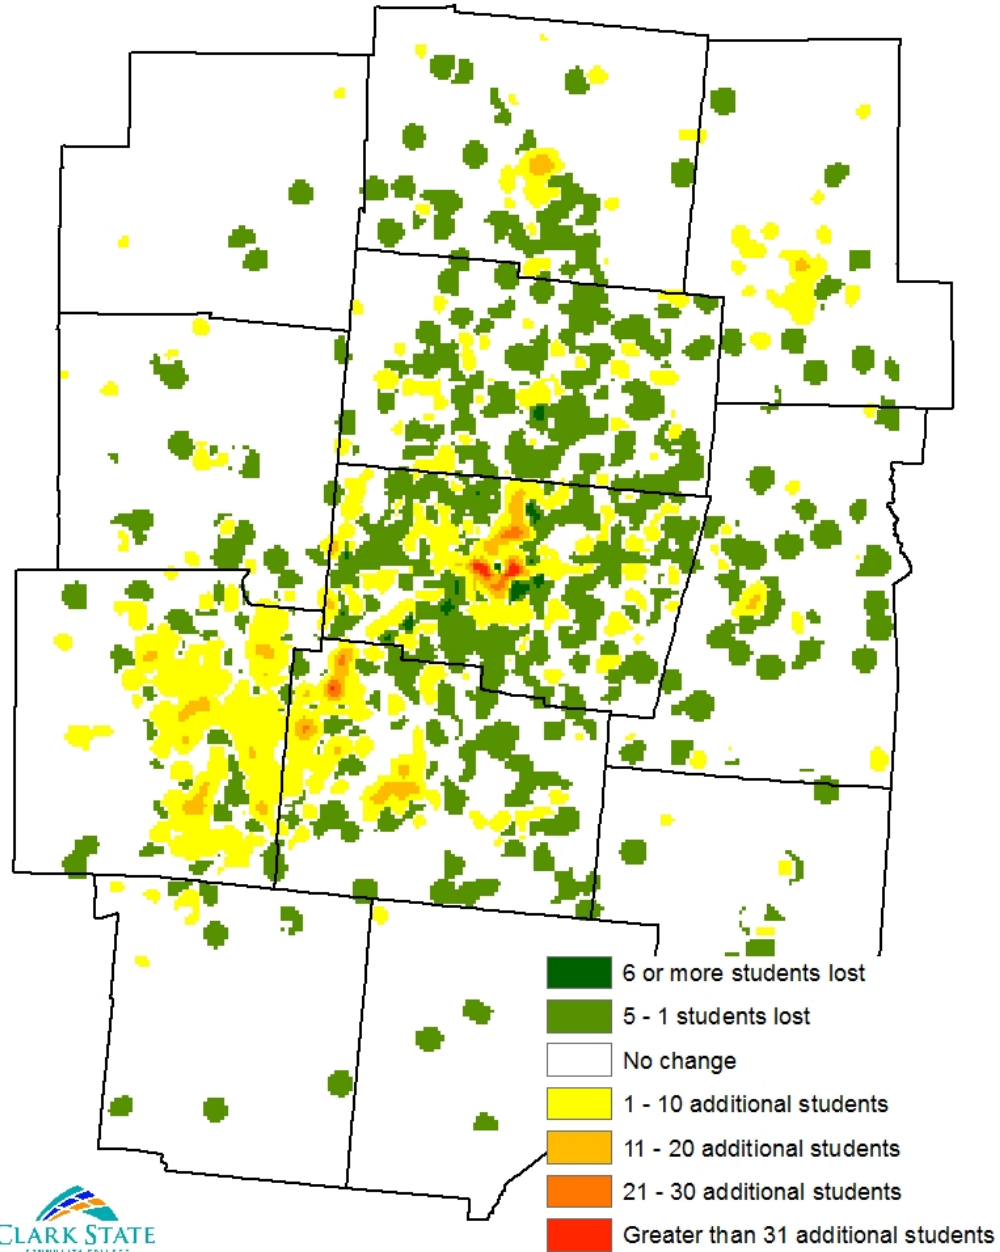 6 or more students lost
5 - 1 students lost
No change
1 - 10 additional students
11 - 20 additional students
21 - 30 additional students
Greater than 31 additional students
CLARK STATE